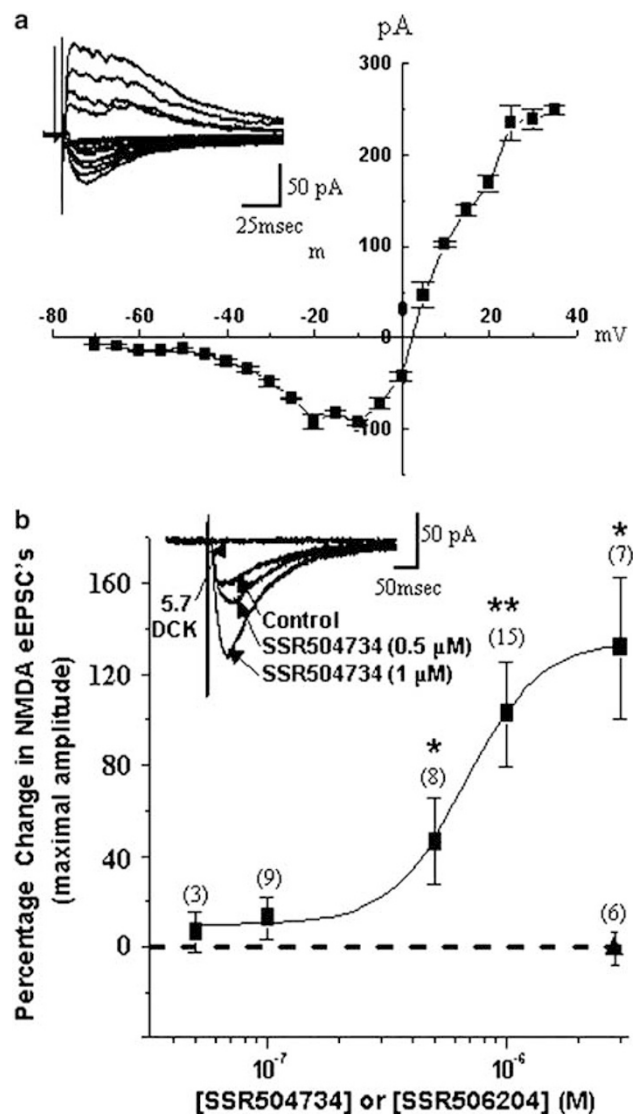 a
pA
300
200
100
0
0
-100
-80
-60
-40
-20
20
40
mV
50 pA
25msec
m
b
50 pA
50msec
5.7
DCK
Control
SSR504734 (0.5 µM)
SSR504734 (1 µM)
160
120
80
40
0
(3)
(9)
*
(8)
**
(15)
*
(7)
(6)
Percentage Change in NMDA eEPSC's
(maximal amplitude)
10⁻⁷
10⁻⁶
[SSR504734] or [SSR506204] (M)